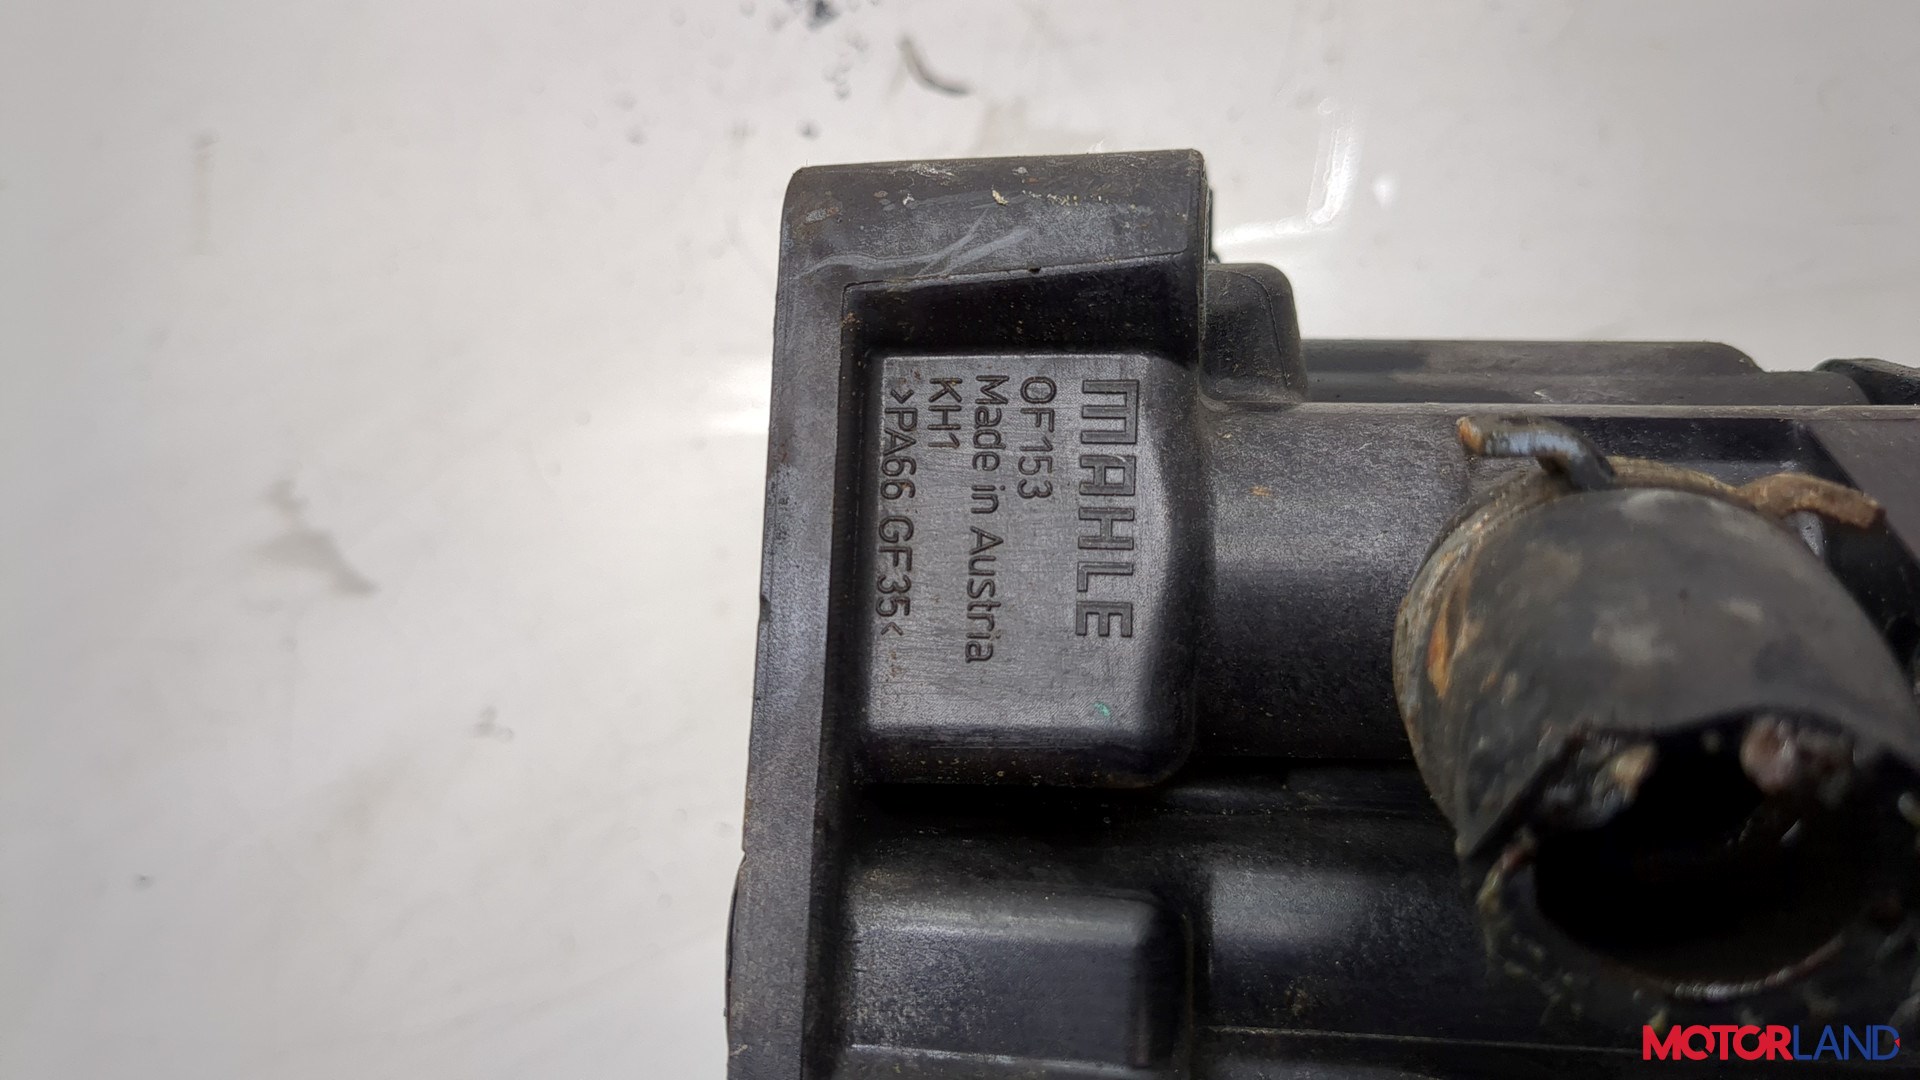 MAHLE
OF153
Made in Austria
KH1
>PA66 GF35<
MOTORLAND